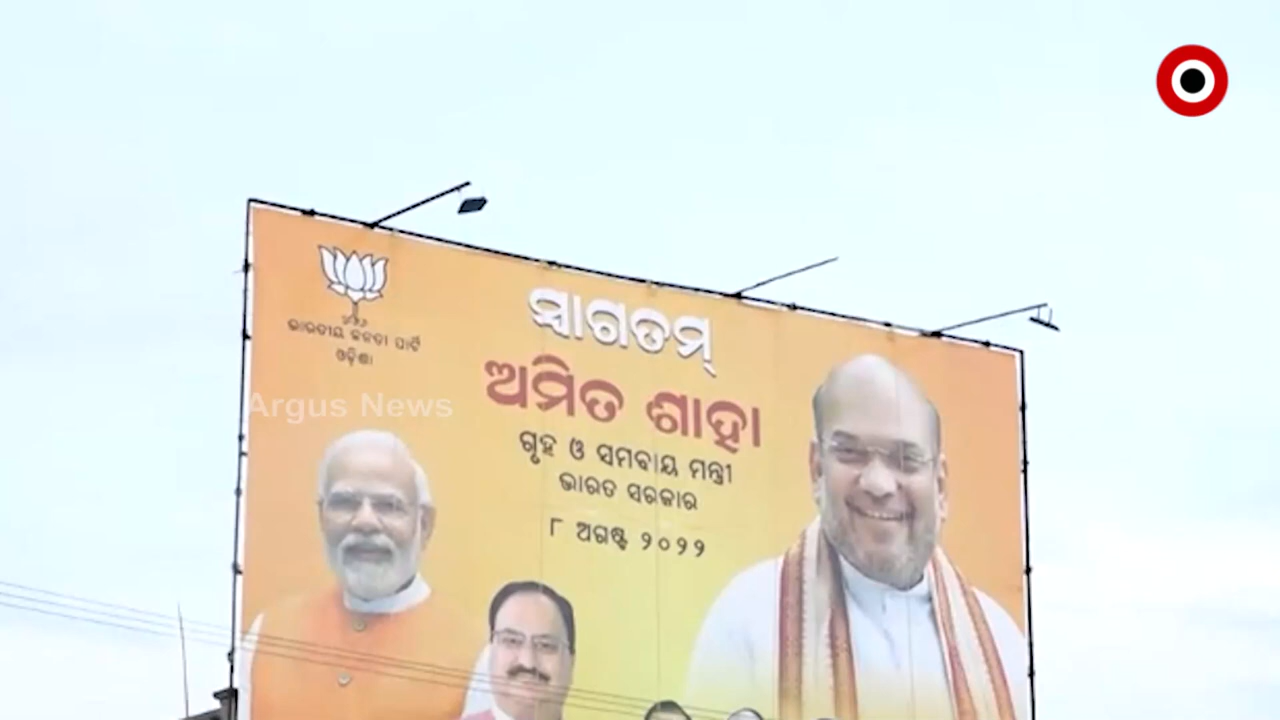 ଭାରତୀୟ ଜନତା ପାର୍ଟି
ଓଡ଼ିଶା
ସ୍ୱାଗତମ୍
ଅମିତ ଶାହା
ଗୃହ ଓ ସମବାୟ ମନ୍ତ୍ରୀ
ଭାରତ ସରକାର
୮ ଅଗଷ୍ଟ ୨୦୨୨
Argus News